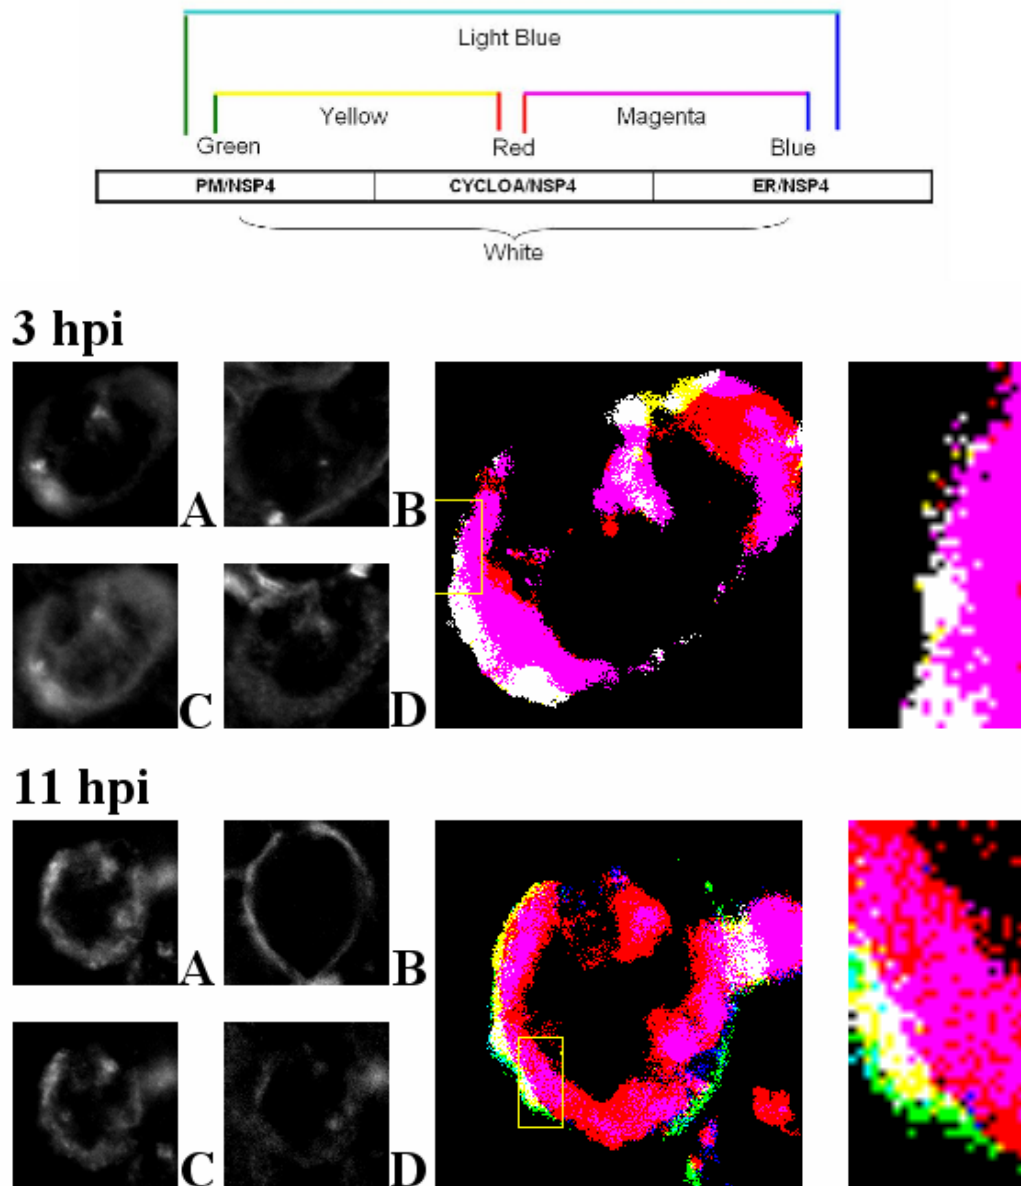 Light Blue
Yellow Magenta
Green Red Blue
PM/NSP4 CYCLOA/NSP4 ER/NSP4
White
3 hpi
A B
C D
11 hpi
A B
C D